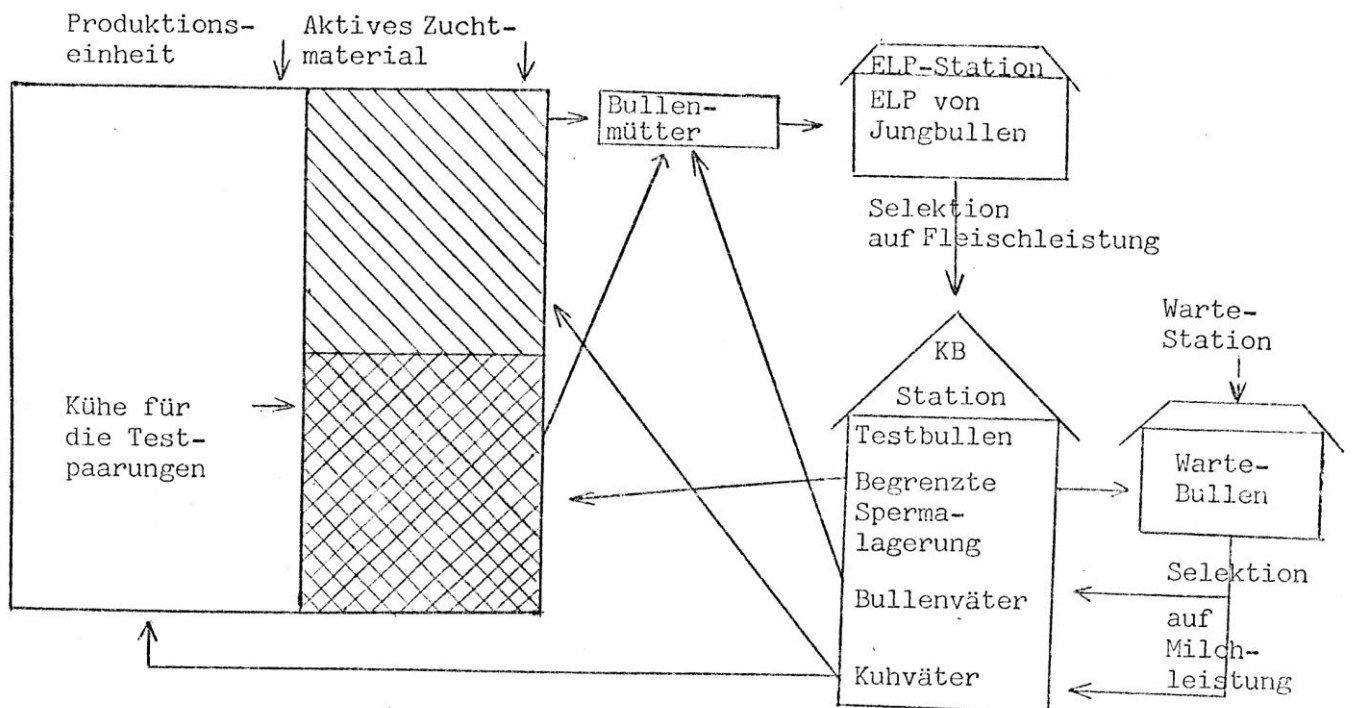 Produktions-
einheit
Aktives Zucht-
material
Bullen-
mütter
ELP-Station
ELP von
Jungbullen
Selektion
auf Fleischleistung
Warte-
Station
KB
Station
Kühe für
die Test-
paarungen
Testbullen
Begrenzte
Sperma-
lagerung
Bullenväter
Kuhväter
Warte-
Bullen
Selektion
auf
Milch-
leistung